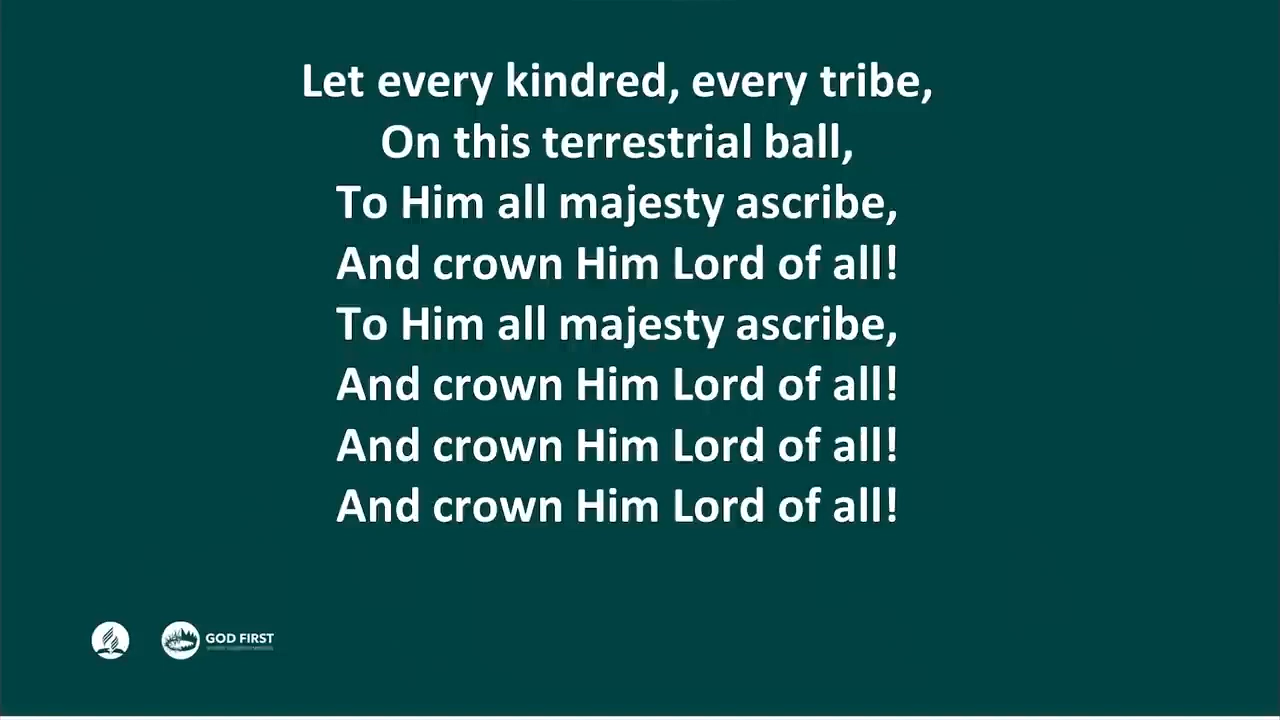 Let every kindred, every tribe,
On this terrestrial ball,
To Him all majesty ascribe,
And crown Him Lord of all!
To Him all majesty ascribe,
And crown Him Lord of all!
And crown Him Lord of all!
And crown Him Lord of all!
GOD FIRST